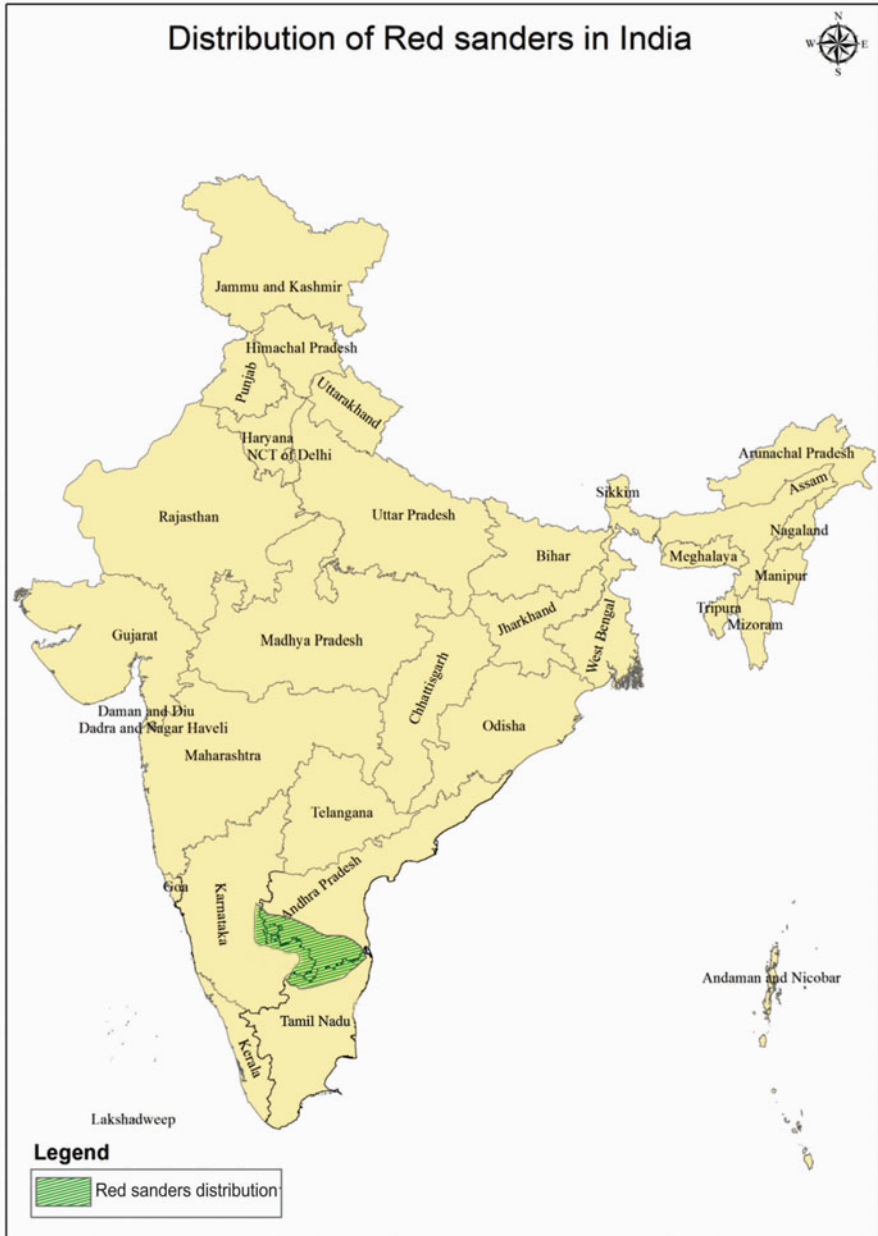 Distribution of Red sanders in India
N
W E
S
Jammu and Kashmir
Himachal Pradesh
Punjab
Uttarakhand
Haryana
NCT of Delhi
Arunachal Pradesh
Assam
Sikkim
Rajasthan
Uttar Pradesh
Nagaland
Bihar
Meghalaya
Manipur
Jharkhand
West Bengal
Tripura
Mizoram
Gujarat
Madhya Pradesh
Chhattisgarh
Daman and Diu
Dadra and Nagar Haveli
Odisha
Maharashtra
Telangana
Andhra Pradesh
Goa
Karnataka
Andaman and Nicobar
Tamil Nadu
Kerala
Lakshadweep
Legend
Red sanders distribution